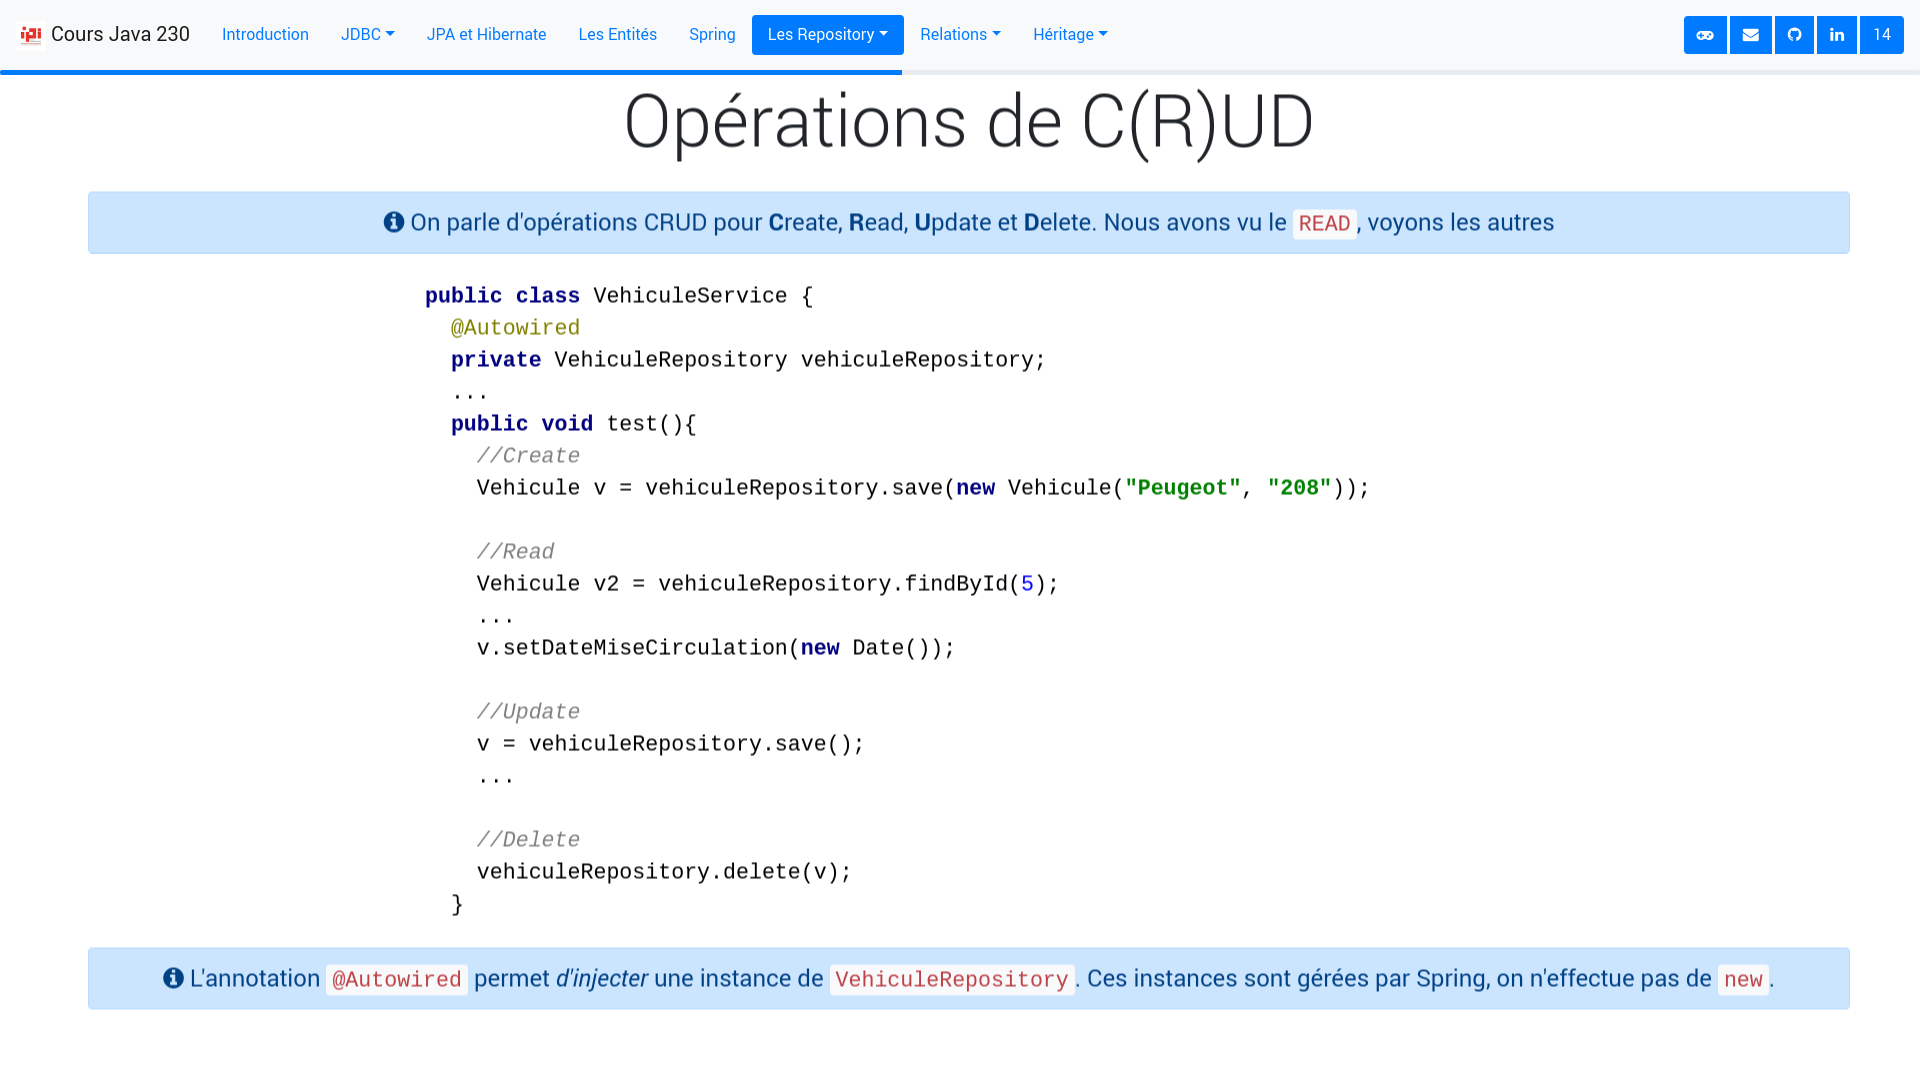 Cours Java 230 Introduction JDBC JPA et Hibernate Les Entités Spring Les Repository Relations Héritage 14
Opérations de C(R)UD
On parle d'opérations CRUD pour Create, Read, Update et Delete. Nous avons vu le READ, voyons les autres
public class VehiculeService {
@Autowired
private VehiculeRepository vehiculeRepository;
...
public void test(){
//Create
Vehicule v = vehiculeRepository.save(new Vehicule("Peugeot", "208"));
//Read
Vehicule v2 = vehiculeRepository.findById(5);
...
v.setDateMiseCirculation(new Date());
//Update
v = vehiculeRepository.save();
...
//Delete
vehiculeRepository.delete(v);
}
L'annotation @Autowired permet d'injecter une instance de VehiculeRepository. Ces instances sont gérées par Spring, on n'effectue pas de new.